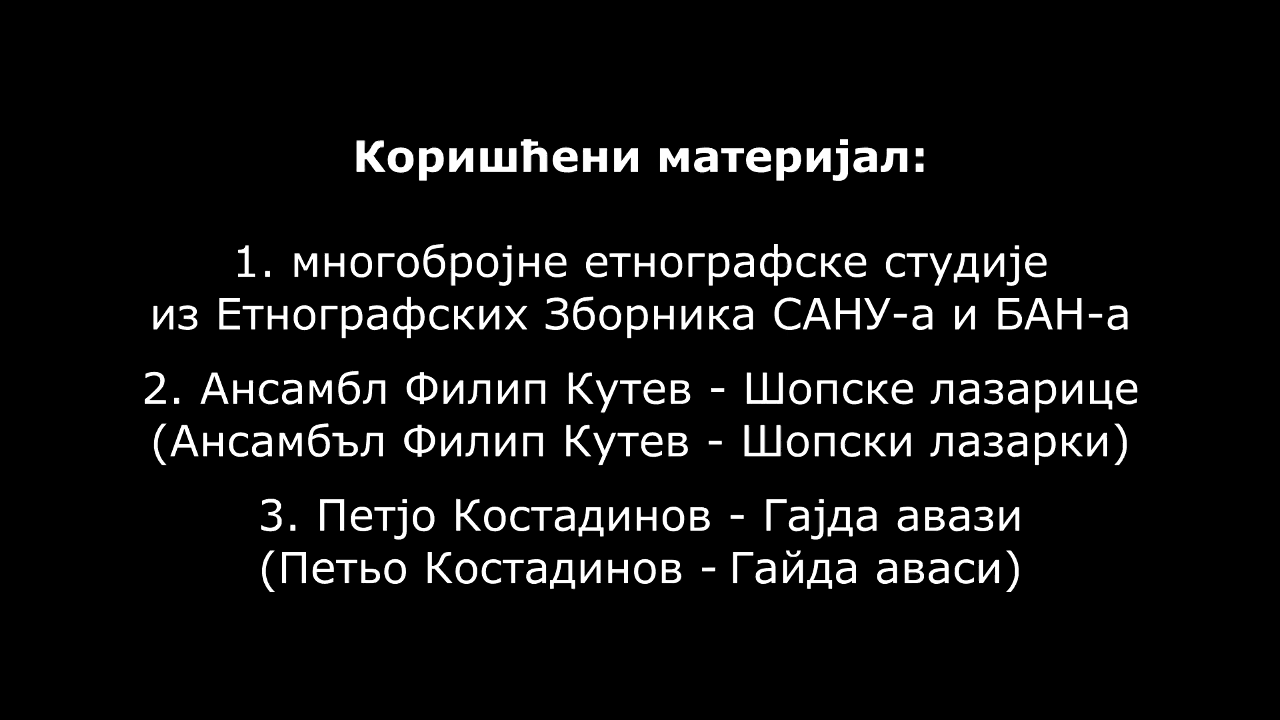 Коришћени материјал:
1. многобројне етнографске студије
из Етнографских Зборника САНУ-а и БАН-а
2. Ансамбл Филип Кутев - Шопске лазарице
(Ансамбъл Филип Кутев - Шопски лазарки)
3. Петјо Костадинов - Гајда авази
(Петьо Костадинов - Гайда аваси)